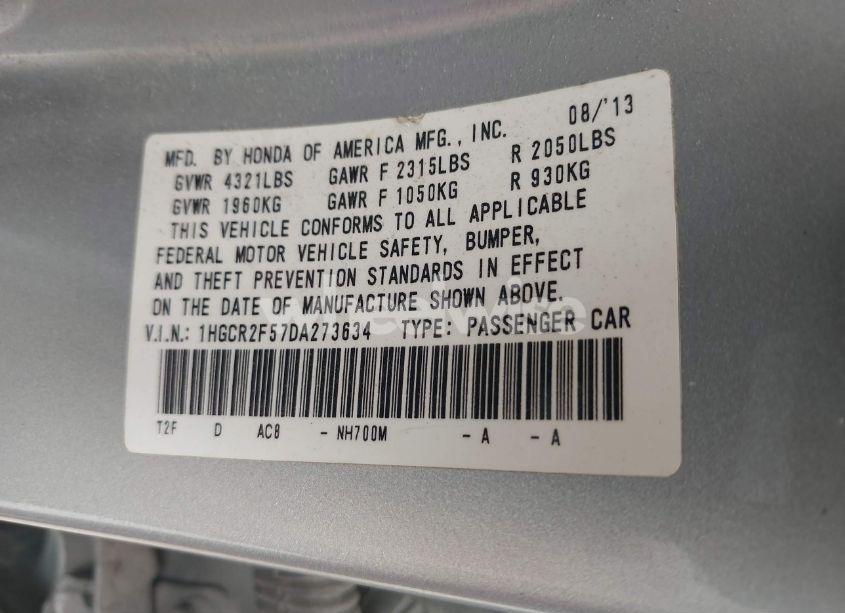 08/'13
MFD. BY HONDA OF AMERICA MFG., INC.
GVWR 4321LBS GAWR F 2315LBS R 2050LBS
GVWR 1960KG GAWR F 1050KG R 930KG
THIS VEHICLE CONFORMS TO ALL APPLICABLE
FEDERAL MOTOR VEHICLE SAFETY, BUMPER,
AND THEFT PREVENTION STANDARDS IN EFFECT
ON THE DATE OF MANUFACTURE SHOWN ABOVE.
V.I.N.: 1HGCR2F57DA273634 TYPE: PASSENGER CAR
T2F D AC8 - NH700M - A - A